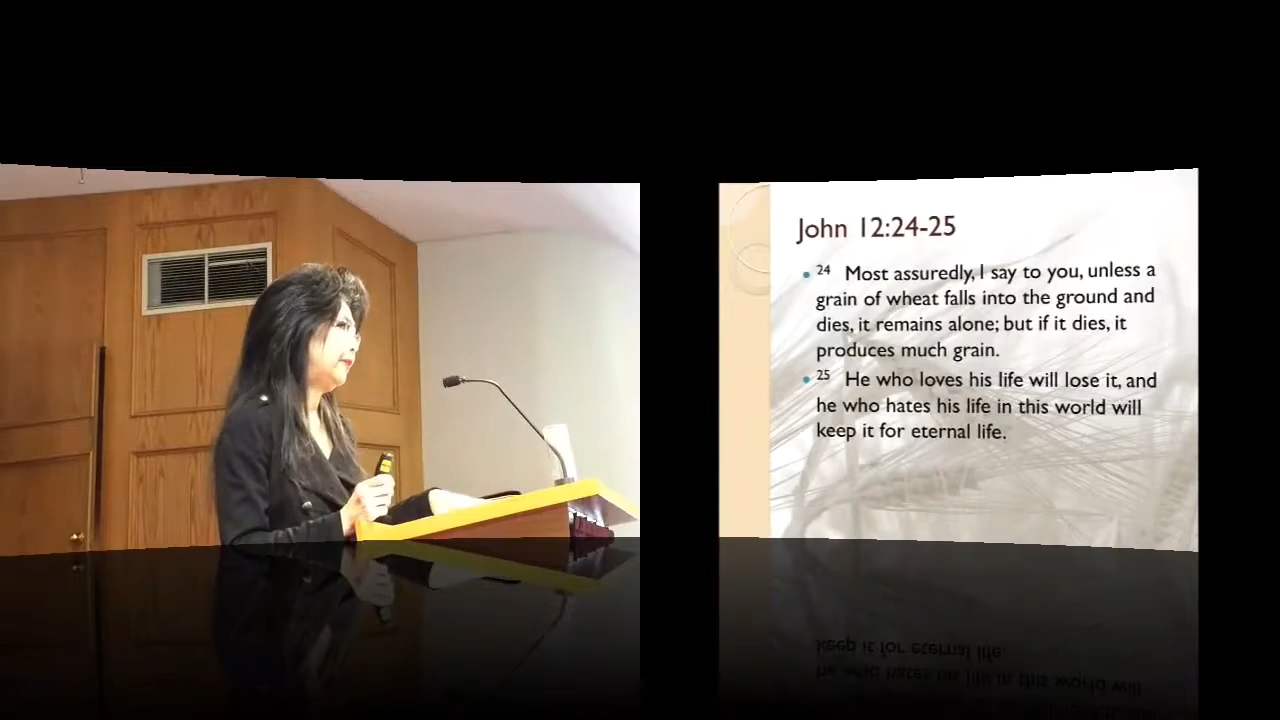 John 12:24-25
• 24 Most assuredly, I say to you, unless a
grain of wheat falls into the ground and
dies, it remains alone; but if it dies, it
produces much grain.
• 25 He who loves his life will lose it, and
he who hates his life in this world will
keep it for eternal life.